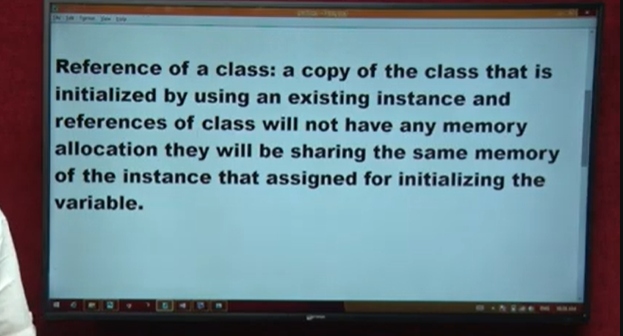 Reference of a class: a copy of the class that is
initialized by using an existing instance and
references of class will not have any memory
allocation they will be sharing the same memory
of the instance that assigned for initializing the
variable.